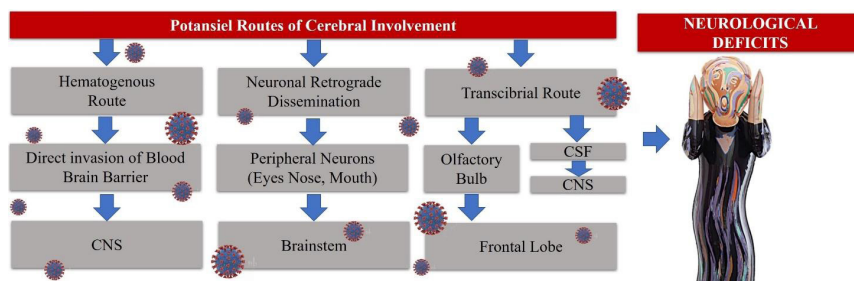 Potansiel Routes of Cerebral Involvement
NEUROLOGICAL
DEFICITS
Hematogenous
Route
Neuronal Retrograde
Dissemination
Transcibrial Route
Direct invasion of Blood
Brain Barrier
Peripheral Neurons
(Eyes Nose, Mouth)
Olfactory
Bulb
CSF
CNS
CNS
Brainstem
Frontal Lobe